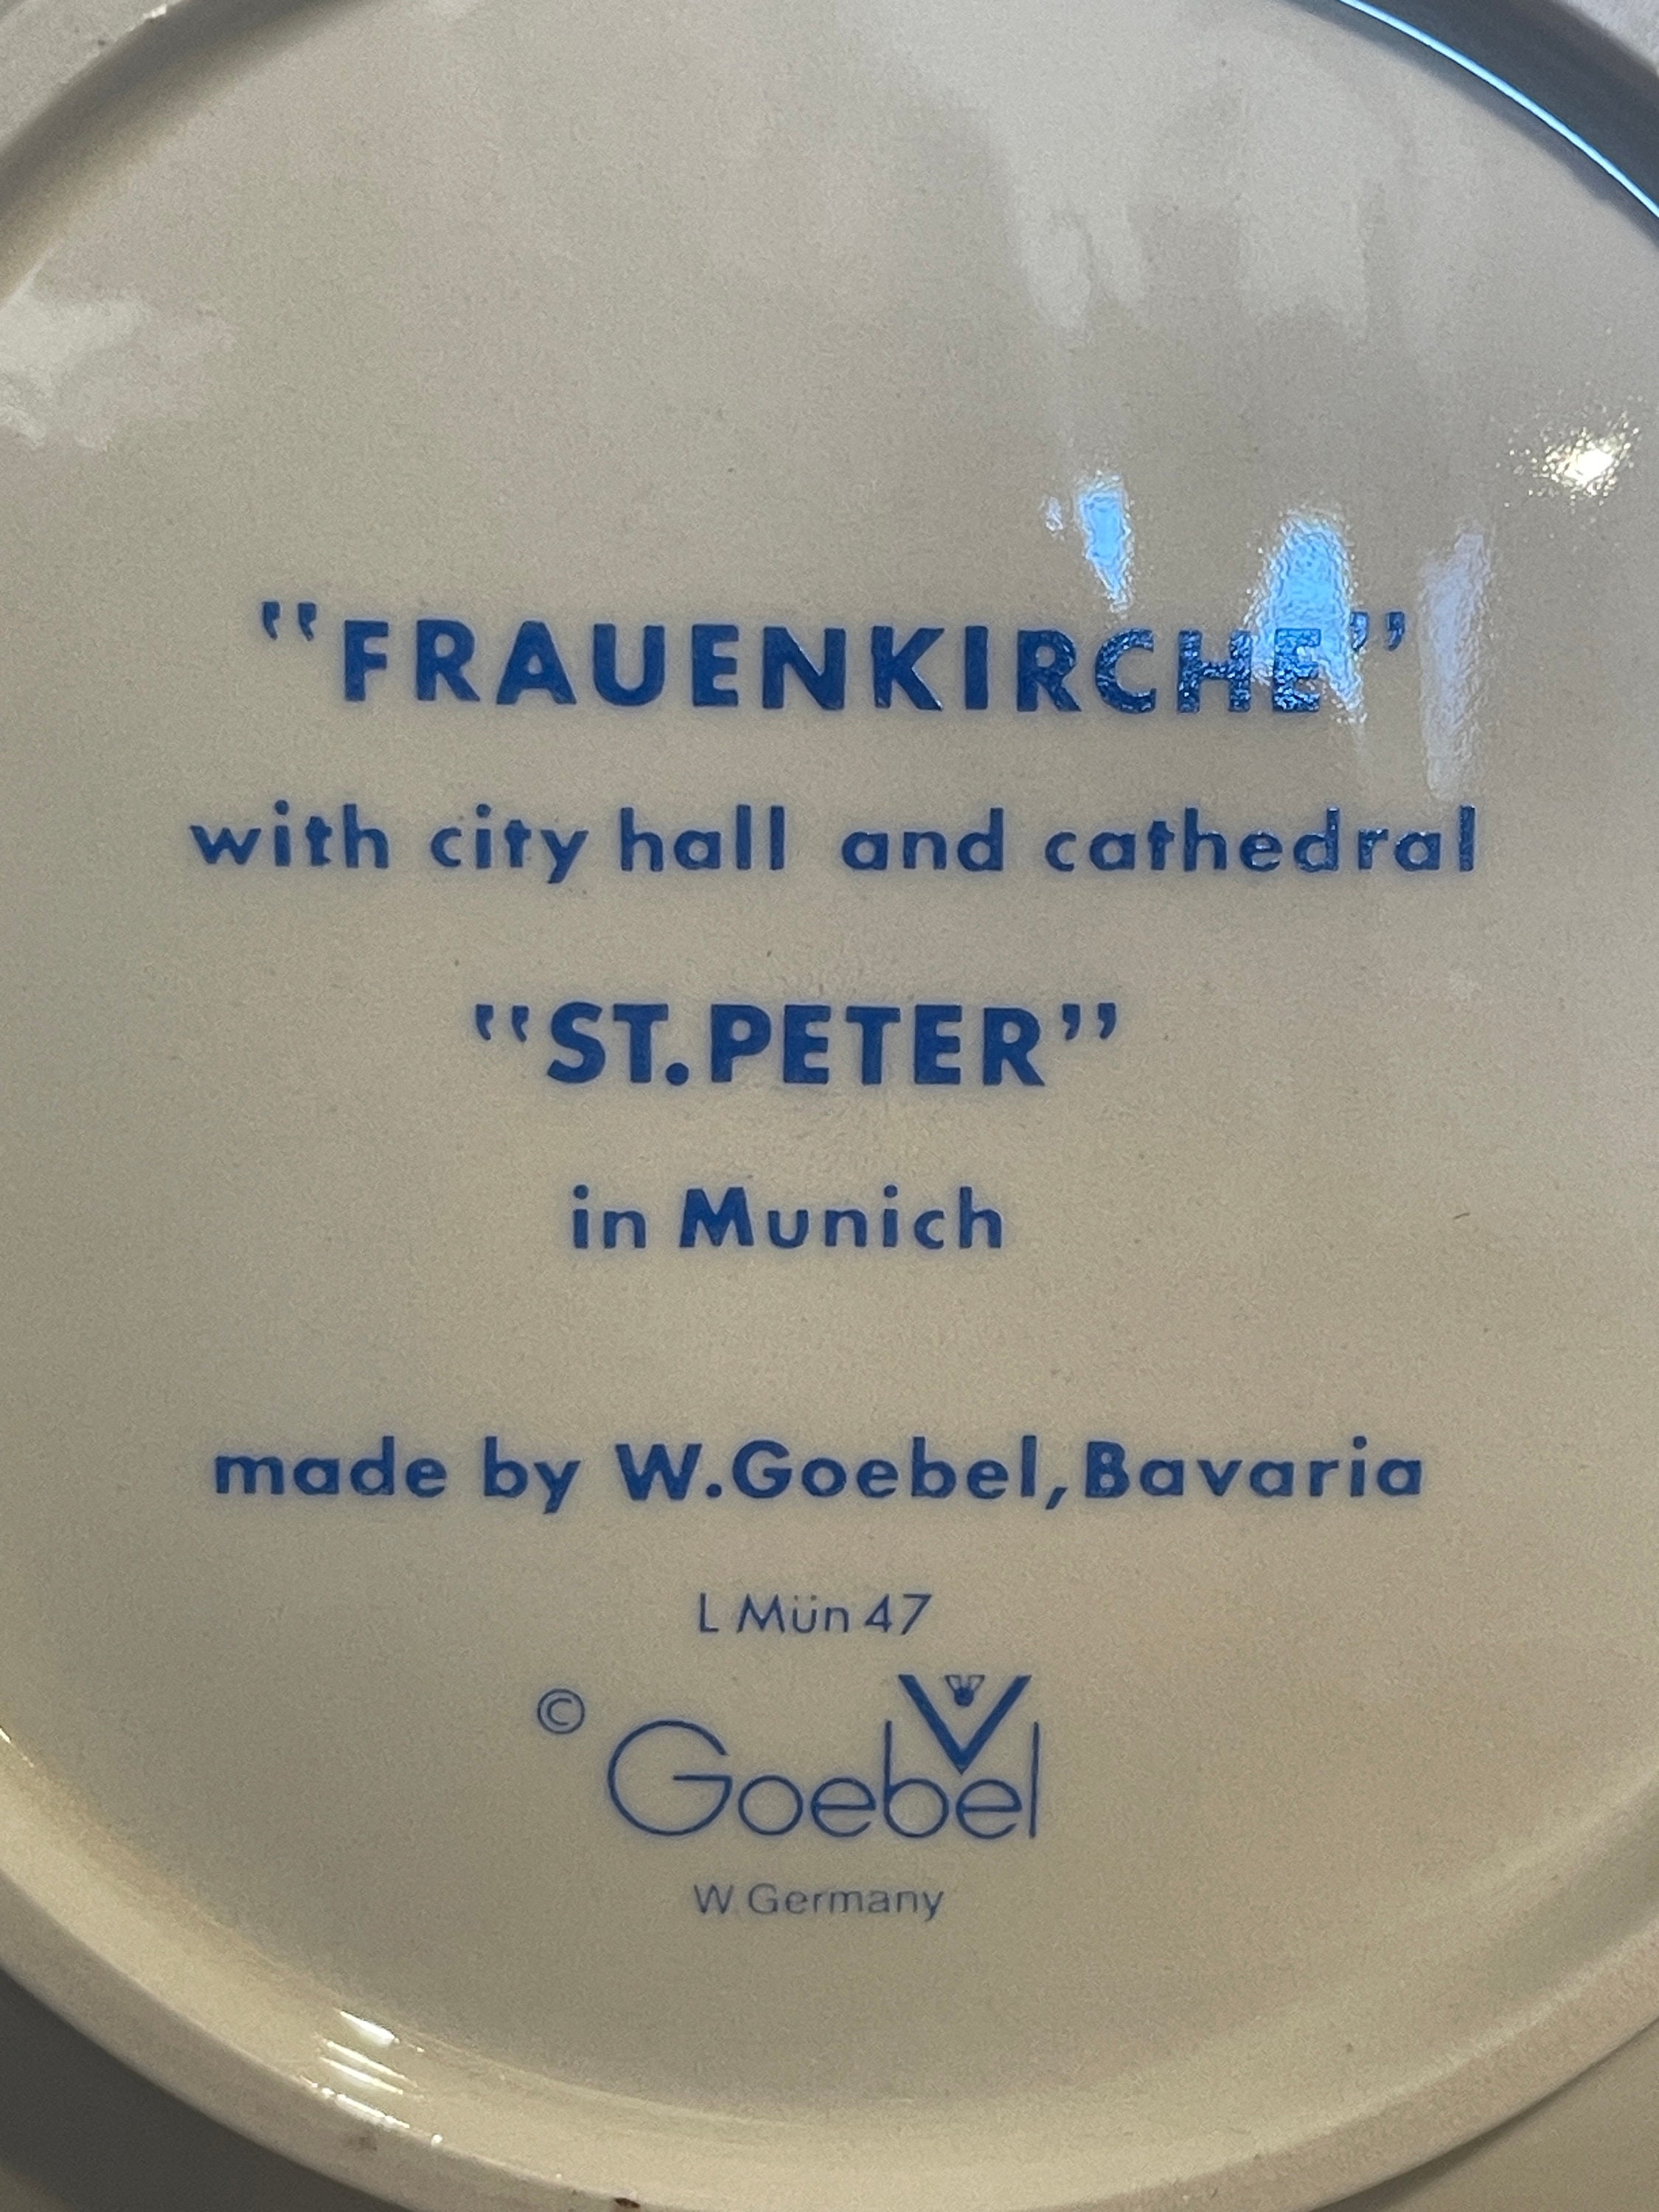 "FRAUENKIRCHE"
with city hall and cathedral
"ST. PETER"
in Munich
made by W. Goebel, Bavaria
L Mün 47
© Goebel
W. Germany